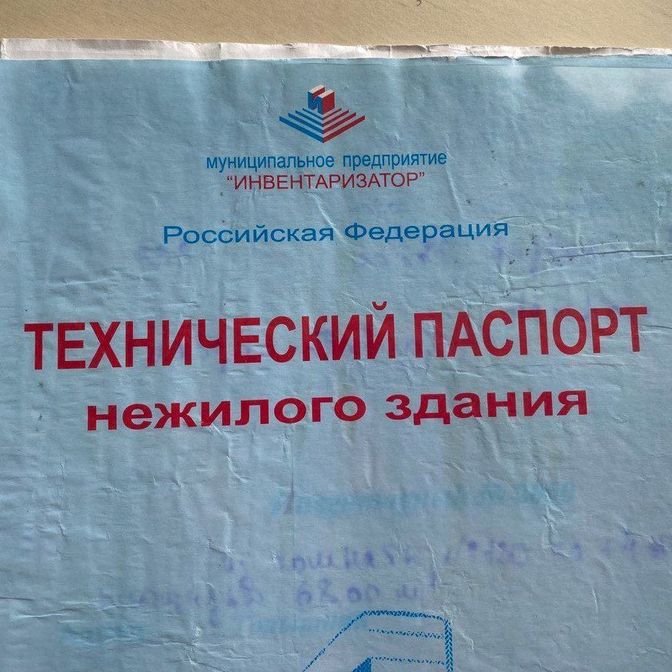 муниципальное предприятие
"ИНВЕНТАРИЗАТОР"
Российская Федерация
ТЕХНИЧЕСКИЙ ПАСПОРТ
нежилого здания